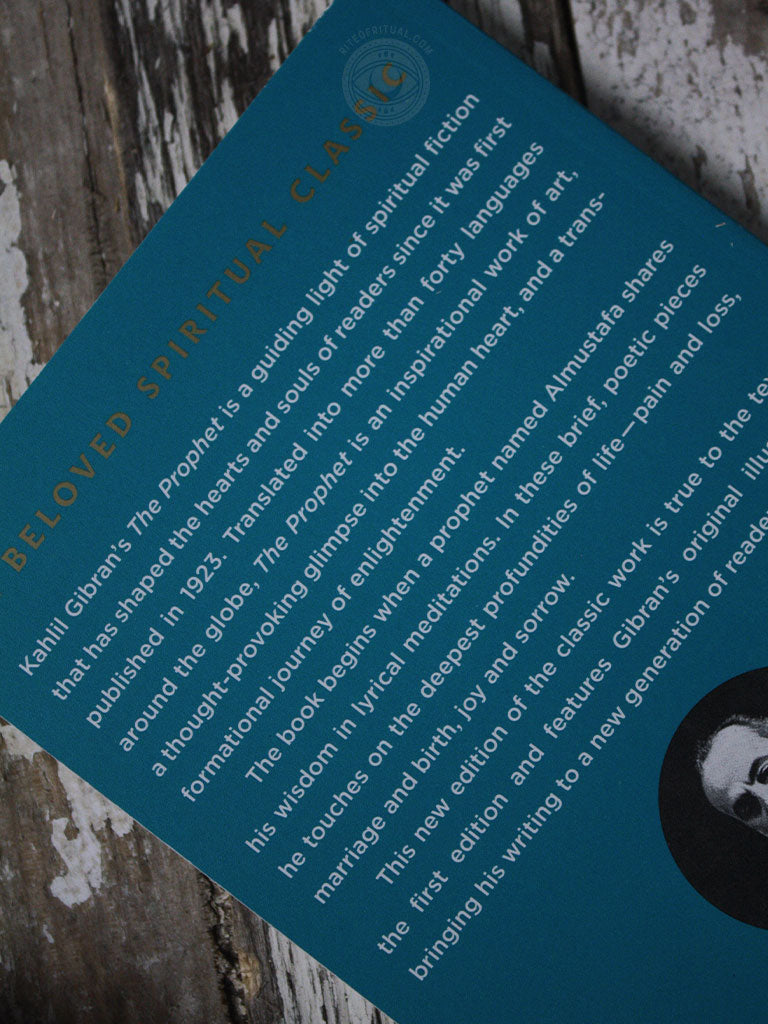 RITEOFRITUAL.COM
THE
BELOVED SPIRITUAL CLASSIC
Kahlil Gibran's The Prophet is a guiding light of spiritual fiction
that has shaped the hearts and souls of readers since it was first
published in 1923. Translated into more than forty languages
around the globe, The Prophet is an inspirational work of art,
a thought-provoking glimpse into the human heart, and a trans-
formational journey of enlightenment.
The book begins when a prophet named Almustafa shares
his wisdom in lyrical meditations. In these brief, poetic pieces
he touches on the deepest profundities of life—pain and loss,
marriage and birth, joy and sorrow.
This new edition of the classic work is true to the
the first edition and features Gibran's original
bringing his writing to a new generation of